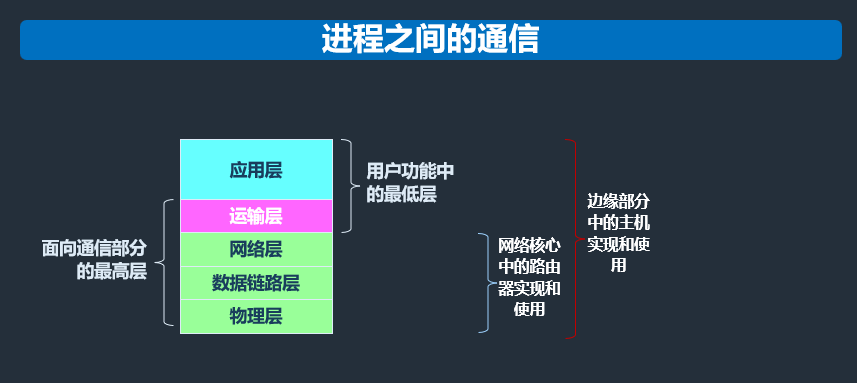 进程之间的通信
应用层
运输层
网络层
数据链路层
物理层
面向通信部分
的最高层
用户功能中
的最低层
网络核心
中的路由
器实现和
使用
边缘部分
中的主机
实现和使
用